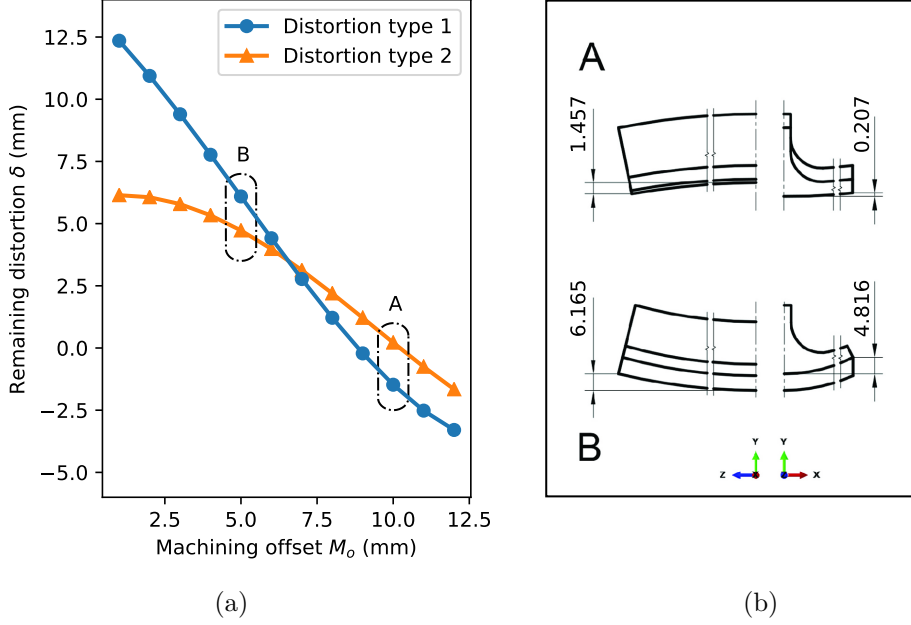 12.5
10.0
7.5
5.0
2.5
0.0
−2.5
−5.0
Remaining distortion δ (mm)
Distortion type 1
Distortion type 2
B
A
2.5
5.0
7.5
10.0
12.5
Machining offset Mₒ (mm)
(a)
A
1.457
0.207
6.165
4.816
B
Y
Y
Z
X
(b)